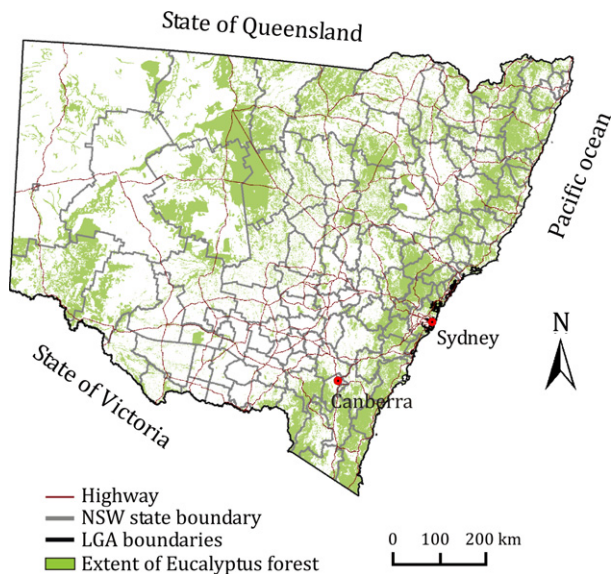 State of Queensland
Pacific ocean
N
Sydney
Canberra
State of Victoria
Highway
NSW state boundary
LGA boundaries
Extent of Eucalyptus forest
0 100 200 km